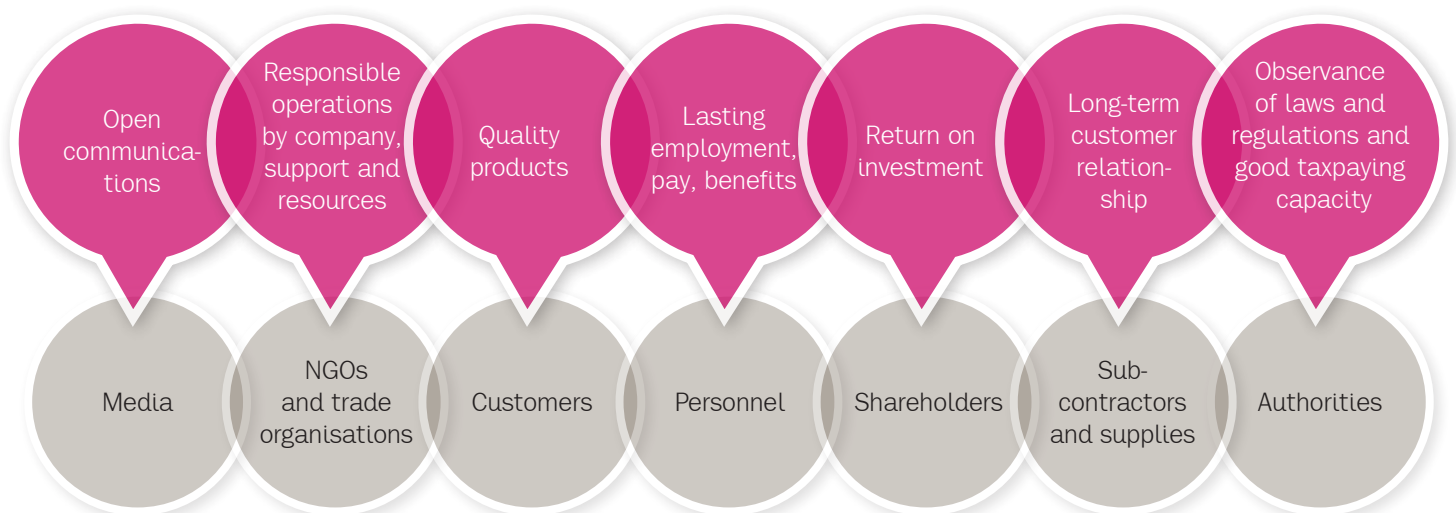 Open
communica-
tions
Responsible
operations
by company,
support and
resources
Quality
products
Lasting
employment,
pay, benefits
Return on
investment
Long-term
customer
relation-
ship
Observance
of laws and
regulations and
good taxpaying
capacity
Media
NGOs
and trade
organisations
Customers
Personnel
Shareholders
Sub-
contractors
and supplies
Authorities